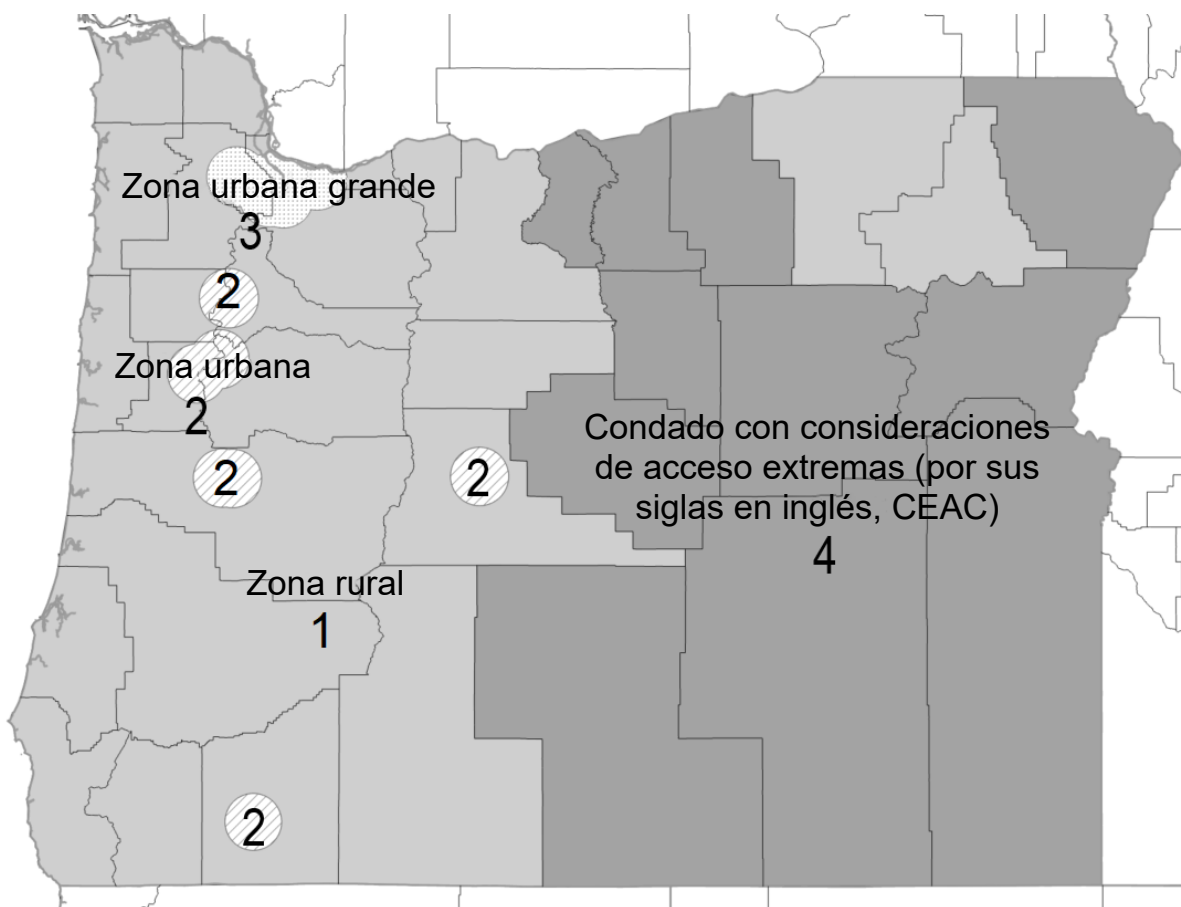 Zona urbana grande
3
2
Zona urbana
2
2
2
Condado con consideraciones
de acceso extremas (por sus
siglas en inglés, CEAC)
4
Zona rural
1
2